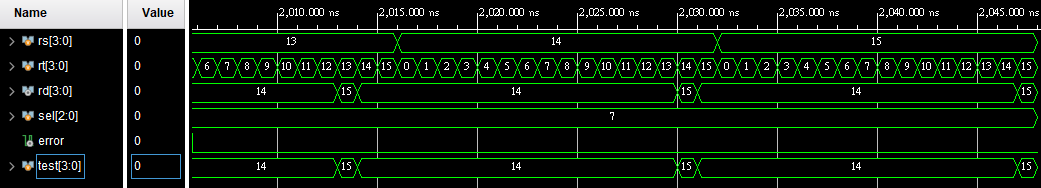 Name Value 2,010.000 ns 2,015.000 ns 2,020.000 ns 2,025.000 ns 2,030.000 ns 2,035.000 ns 2,040.000 ns 2,045.000 ns
rs[3:0] 0 13 14 15
rt[3:0] 0 6 7 8 9 10 11 12 13 14 15 0 1 2 3 4 5 6 7 8 9 10 11 12 13 14 15 0 1 2 3 4 5 6 7 8 9 10 11 12 13 14 15
rd[3:0] 0 14 15 14 15 14 15
sel[2:0] 0 7
error 0
test[3:0] 0 14 15 14 15 14 15